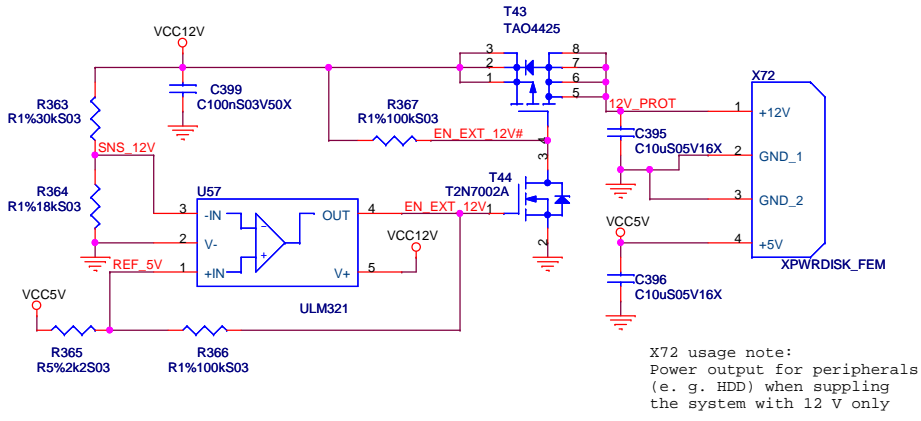 T43
TAO4425
VCC12V
3
2
1
8
7
6
5
4
X72
C399
C100nS03V50X
R363
R1%30kS03
R367
R1%100kS03
EN_EXT_12V#
12V_PROT
1
+12V
C395
C10uS05V16X
2
GND_1
3
GND_2
4
+5V
XPWRDISK_FEM
SNS_12V
R364
R1%18kS03
U57
3
-IN
OUT
4
EN_EXT_12V
1
T44
T2N7002A
3
2
2
V-
REF_5V
1
+IN
V+
5
VCC12V
ULM321
VCC5V
C396
C10uS05V16X
VCC5V
R365
R5%2k2S03
R366
R1%100kS03
X72 usage note:
Power output for peripherals
(e. g. HDD) when suppling
the system with 12 V only